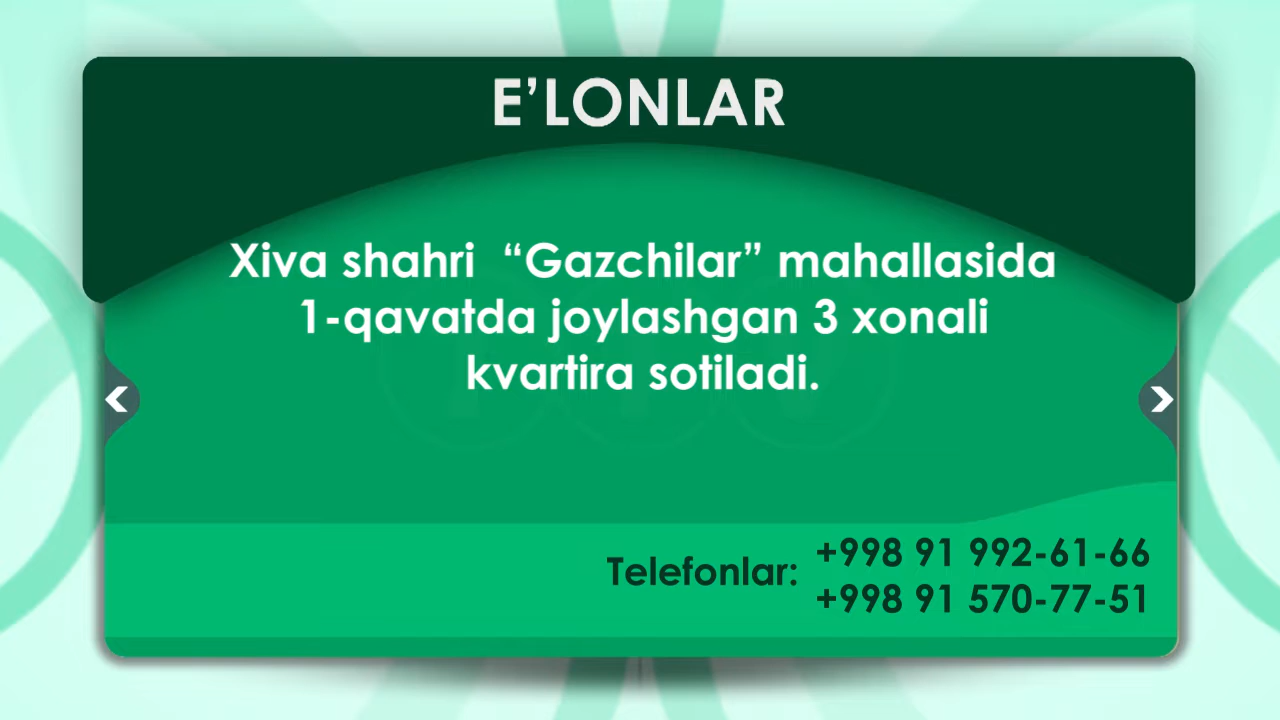 E’LONLAR
Xiva shahri “Gazchilar” mahallasida
1-qavatda joylashgan 3 xonali
kvartira sotiladi.
Telefonlar:
+998 91 992-61-66
+998 91 570-77-51